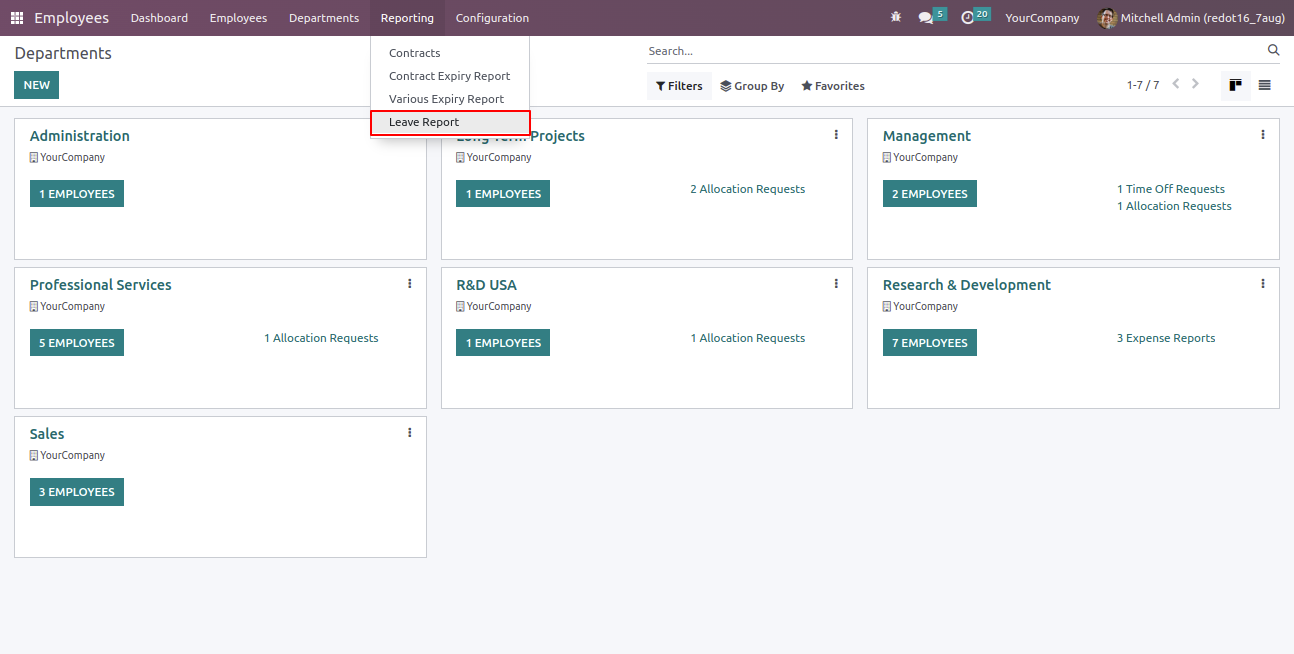 Employees Dashboard Employees Departments Reporting Configuration 5 20 YourCompany Mitchell Admin (redot16_7aug)
Departments
Search...
NEW
Filters Group By Favorites 1-7 / 7
Contracts
Contract Expiry Report
Various Expiry Report
Leave Report
Administration
YourCompany
1 EMPLOYEES
Long Term Projects
YourCompany
1 EMPLOYEES
2 Allocation Requests
Management
YourCompany
2 EMPLOYEES
1 Time Off Requests
1 Allocation Requests
Professional Services
YourCompany
5 EMPLOYEES
1 Allocation Requests
R&D USA
YourCompany
1 EMPLOYEES
1 Allocation Requests
Research & Development
YourCompany
7 EMPLOYEES
3 Expense Reports
Sales
YourCompany
3 EMPLOYEES